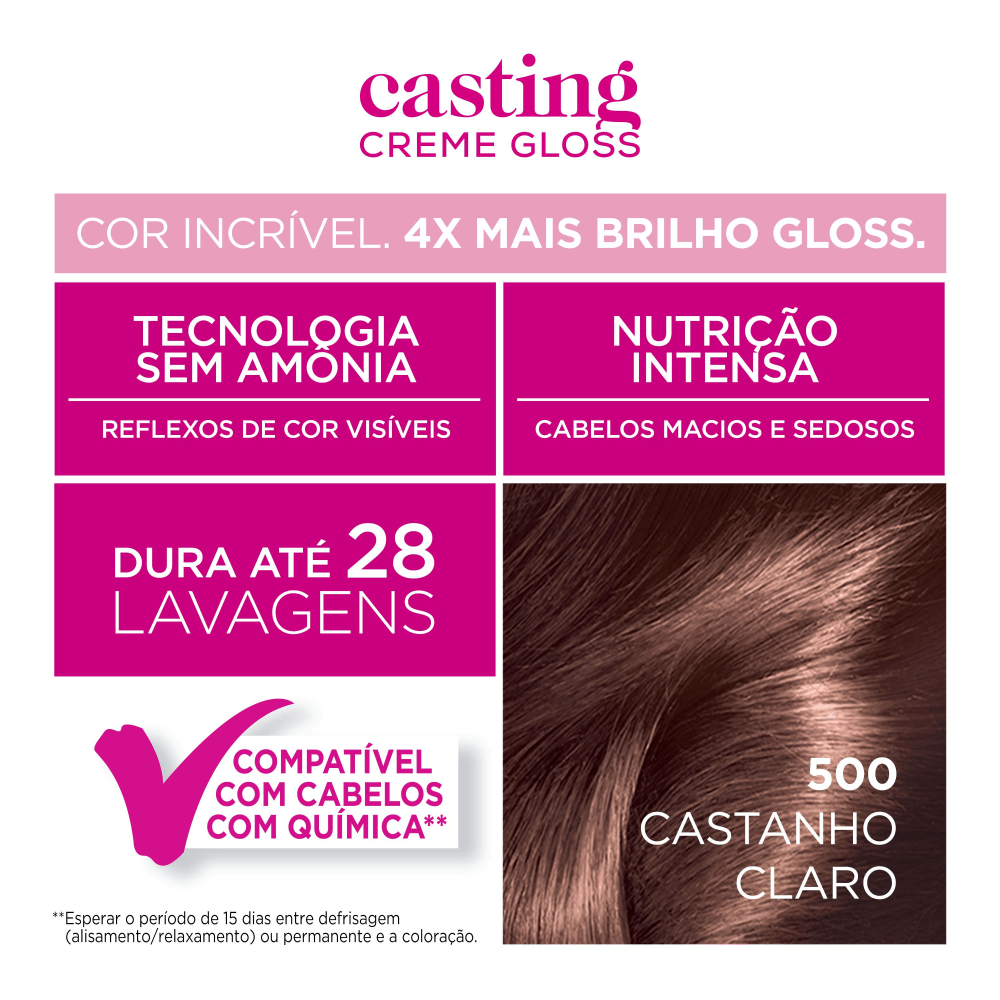 casting
CREME GLOSS
COR INCRÍVEL. 4X MAIS BRILHO GLOSS.
TECNOLOGIA
SEM AMÔNIA
REFLEXOS DE COR VISÍVEIS
NUTRIÇÃO
INTENSA
CABELOS MACIOS E SEDOSOS
DURA ATÉ 28
LAVAGENS
COMPATÍVEL
COM CABELOS
COM QUÍMICA**
500
CASTANHO
CLARO
**Esperar o período de 15 dias entre defrisagem
(alisamento/relaxamento) ou permanente e a coloração.